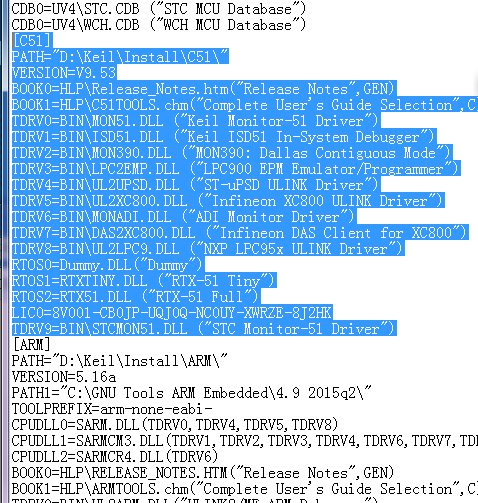 CDB0=UV4\STC.CDB ("STC MCU Database")
CDB0=UV4\WCH.CDB ("WCH MCU Database")
[C51]
PATH="D:\Keil\Install\C51\"
VERSION=V9.53
BOOK0=HLP\Release_Notes.htm("Release Notes",GEN)
BOOK1=HLP\C51TOOLS.chm("Complete User's Guide Selection",C
TDRV0=BIN\MON51.DLL ("Keil Monitor-51 Driver")
TDRV1=BIN\ISD51.DLL ("Keil ISD51 In-System Debugger")
TDRV2=BIN\MON390.DLL ("MON390: Dallas Contiguous Mode")
TDRV3=BIN\LPC2EMP.DLL ("LPC900 EPM Emulator/Programmer")
TDRV4=BIN\UL2UPSD.DLL ("ST-uPSD ULINK Driver")
TDRV5=BIN\UL2XC800.DLL ("Infineon XC800 ULINK Driver")
TDRV6=BIN\MONADI.DLL ("ADI Monitor Driver")
TDRV7=BIN\DAS2XC800.DLL ("Infineon DAS Client for XC800")
TDRV8=BIN\UL2LPC9.DLL ("NXP LPC95x ULINK Driver")
RTOS0=Dummy.DLL("Dummy")
RTOS1=RTXTINY.DLL ("RTX-51 Tiny")
RTOS2=RTX51.DLL ("RTX-51 Full")
LIC0=8V001-CB0JP-UQJ0Q-NC0UY-XWRZE-8J2HK
TDRV9=BIN\STCMON51.DLL ("STC Monitor-51 Driver")
[ARM]
PATH="D:\Keil\Install\ARM\"
VERSION=5.16a
PATH1="C:\GNU Tools ARM Embedded\4.9 2015q2\"
TOOLPREFIX=arm-none-eabi-
CPUDLL0=SARM.DLL(TDRV0,TDRV4,TDRV5,TDRV8)
CPUDLL1=SARMCM3.DLL(TDRV1,TDRV2,TDRV3,TDRV4,TDRV6,TDRV7,TDR
CPUDLL2=SARMCR4.DLL(TDRV6)
BOOK0=HLP\RELEASE_NOTES.HTM("Release Notes",GEN)
BOOK1=HLP\ARMTOOLS.chm("Complete User's Guide Selection",C